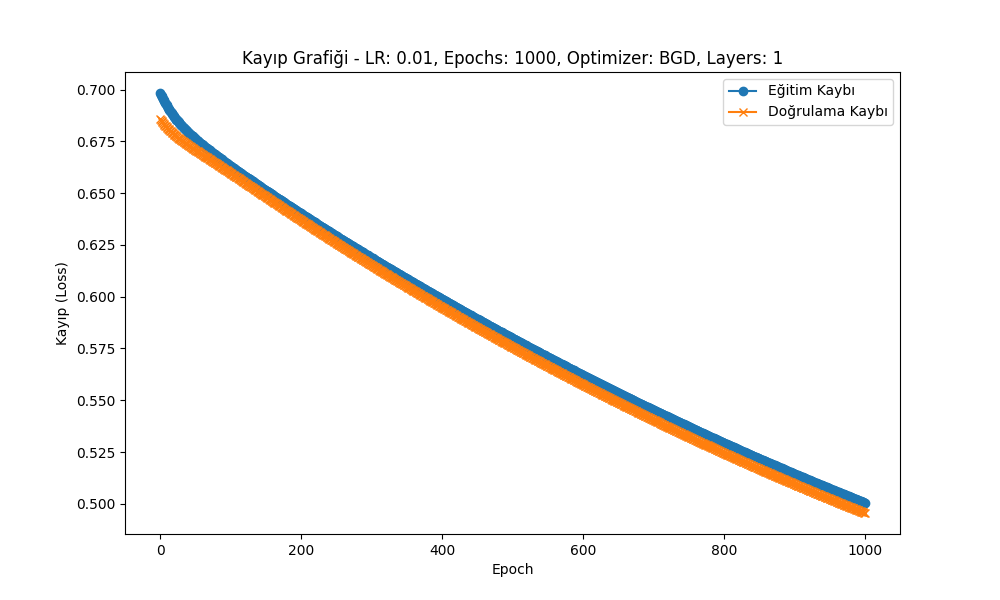 Kayıp Grafiği - LR: 0.01, Epochs: 1000, Optimizer: BGD, Layers: 1
Eğitim Kaybı
Doğrulama Kaybı
Kayıp (Loss)
0.700
0.675
0.650
0.625
0.600
0.575
0.550
0.525
0.500
0 200 400 600 800 1000
Epoch